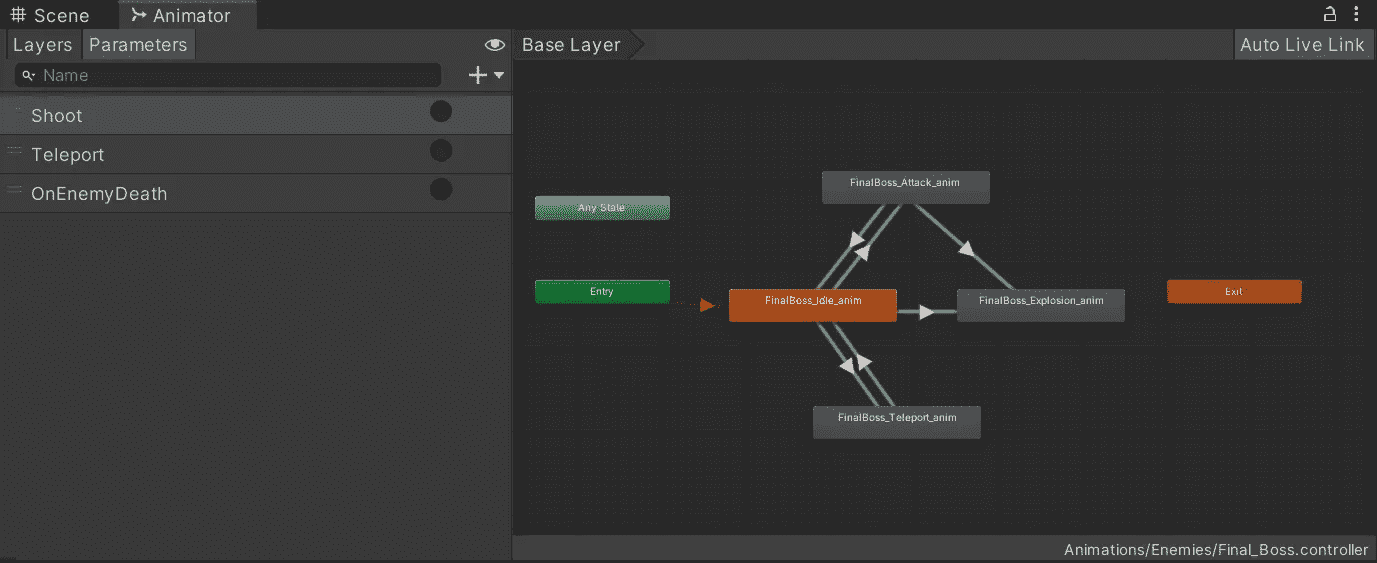 Scene
Animator
Layers
Parameters
Base Layer
Auto Live Link
Name
Shoot
Teleport
OnEnemyDeath
FinalBoss_Attack_anim
Any State
Entry
FinalBoss_Idle_anim
FinalBoss_Explosion_anim
Exit
FinalBoss_Teleport_anim
Animations/Enemies/Final_Boss.controller